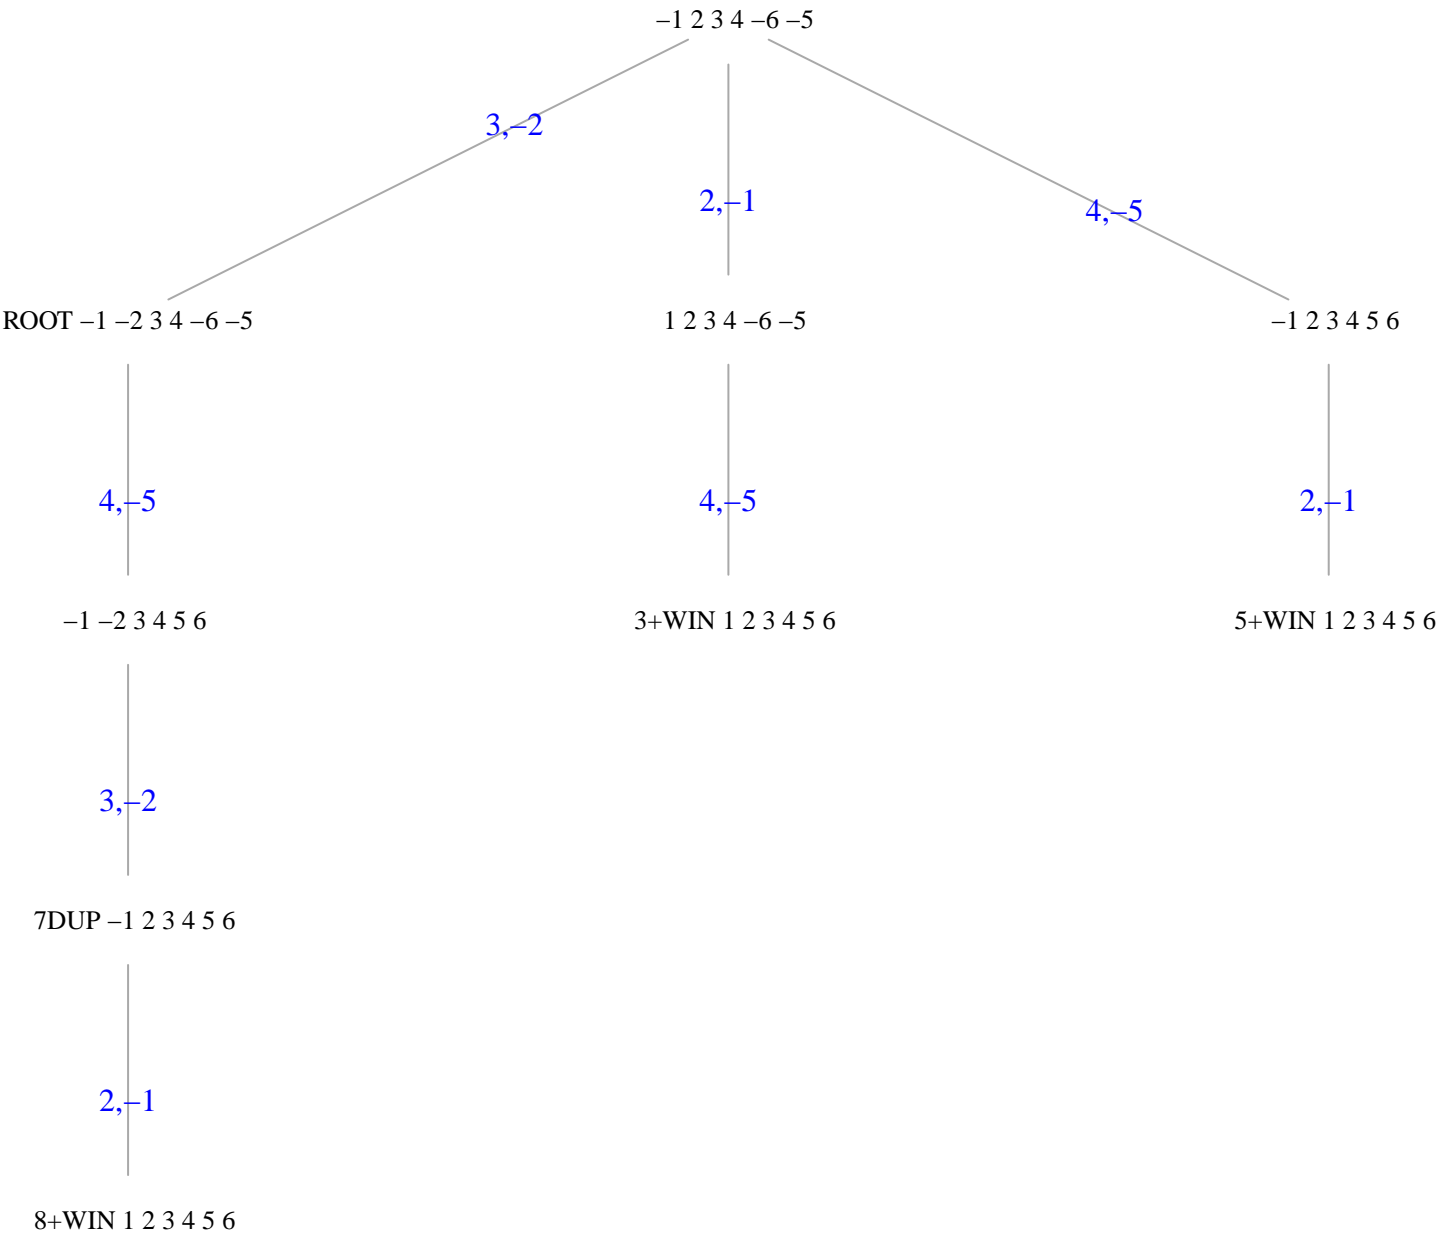 –1 2 3 4 –6 –5
3,–2
2,–1
4,–5
ROOT –1 –2 3 4 –6 –5
1 2 3 4 –6 –5
–1 2 3 4 5 6
4,–5
4,–5
2,–1
–1 –2 3 4 5 6
3+WIN 1 2 3 4 5 6
5+WIN 1 2 3 4 5 6
3,–2
7DUP –1 2 3 4 5 6
2,–1
8+WIN 1 2 3 4 5 6